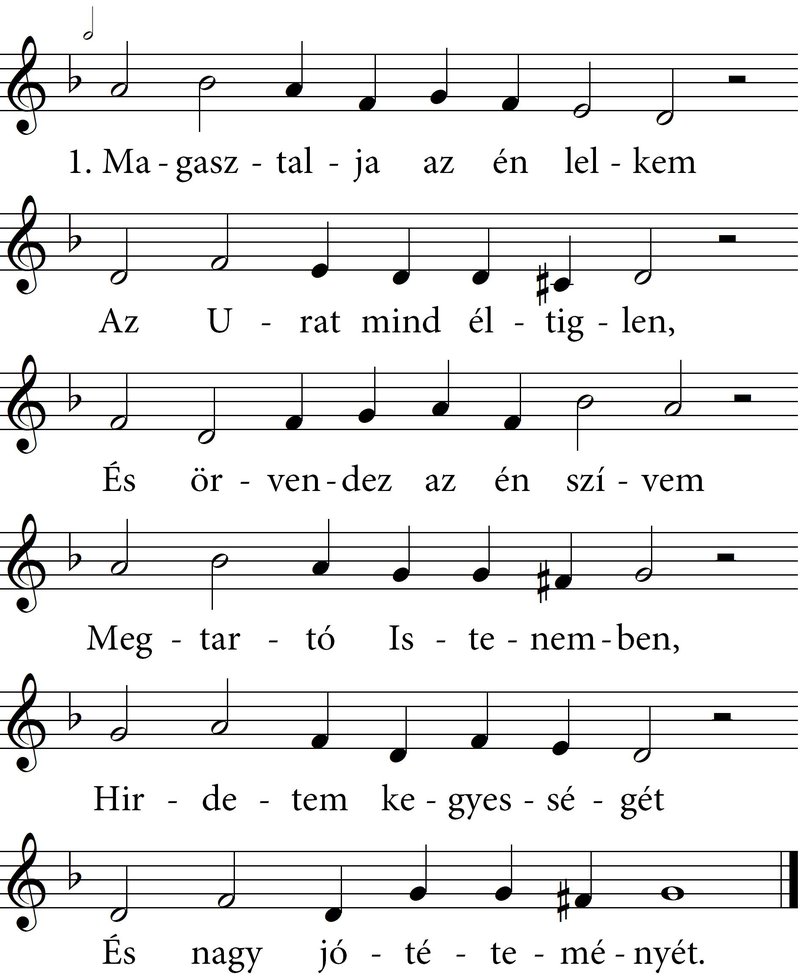 1. Ma - gasz - tal - ja az én lel - kem
Az U - rat mind él - tig - len,
És ör - ven - dez az én szí - vem
Meg - tar - tó Is - te - nem - ben,
Hir - de - tem ke - gyes - sé - gét
És nagy jó - té - te - mé - nyét.